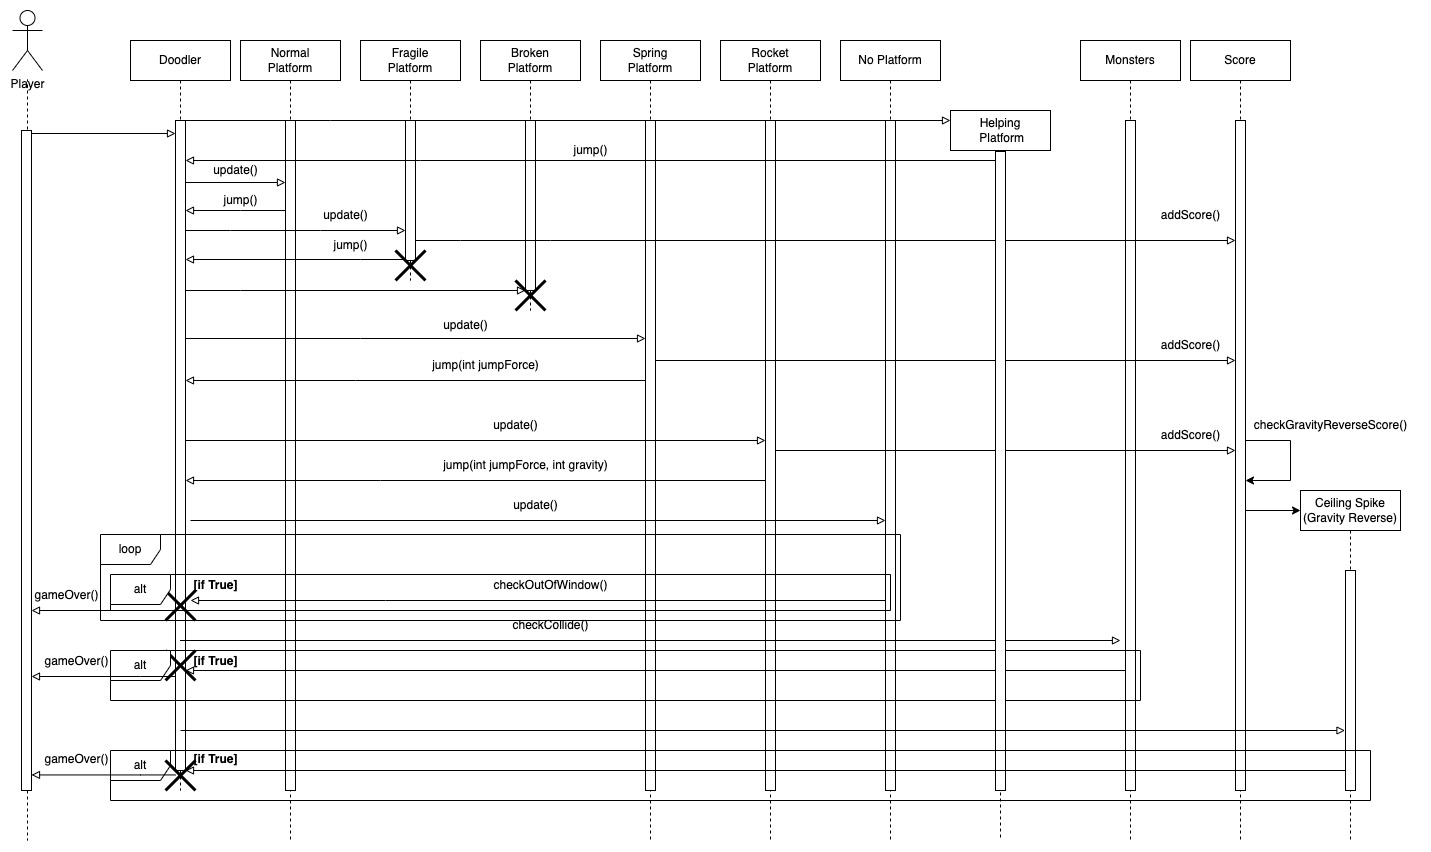 Player
Doodler
Normal
Platform
Fragile
Platform
Broken
Platform
Spring
Platform
Rocket
Platform
No Platform
Monsters
Score
Helping
Platform
jump()
update()
jump()
update()
addScore()
jump()
update()
addScore()
jump(int jumpForce)
update()
addScore()
checkGravityReverseScore()
jump(int jumpForce, int gravity)
update()
Ceiling Spike
(Gravity Reverse)
loop
alt
[if True]
checkOutOfWindow()
gameOver()
checkCollide()
gameOver()
alt
[if True]
gameOver()
alt
[if True]